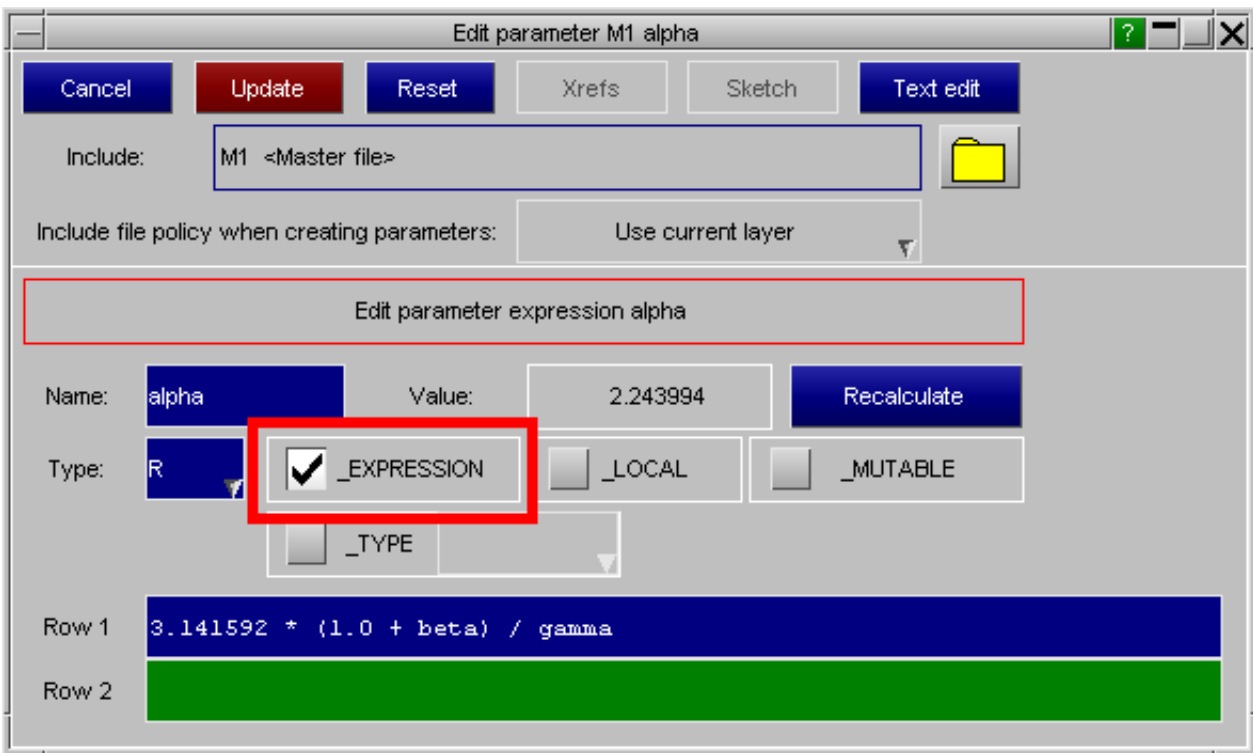 Edit parameter M1 alpha ?
Cancel Update Reset Xrefs Sketch Text edit
Include: M1 <Master file>
Include file policy when creating parameters: Use current layer
Edit parameter expression alpha
Name: alpha Value: 2.243994 Recalculate
Type: R _EXPRESSION _LOCAL _MUTABLE
_TYPE
Row 1 3.141592 * (1.0 + beta) / gamma
Row 2